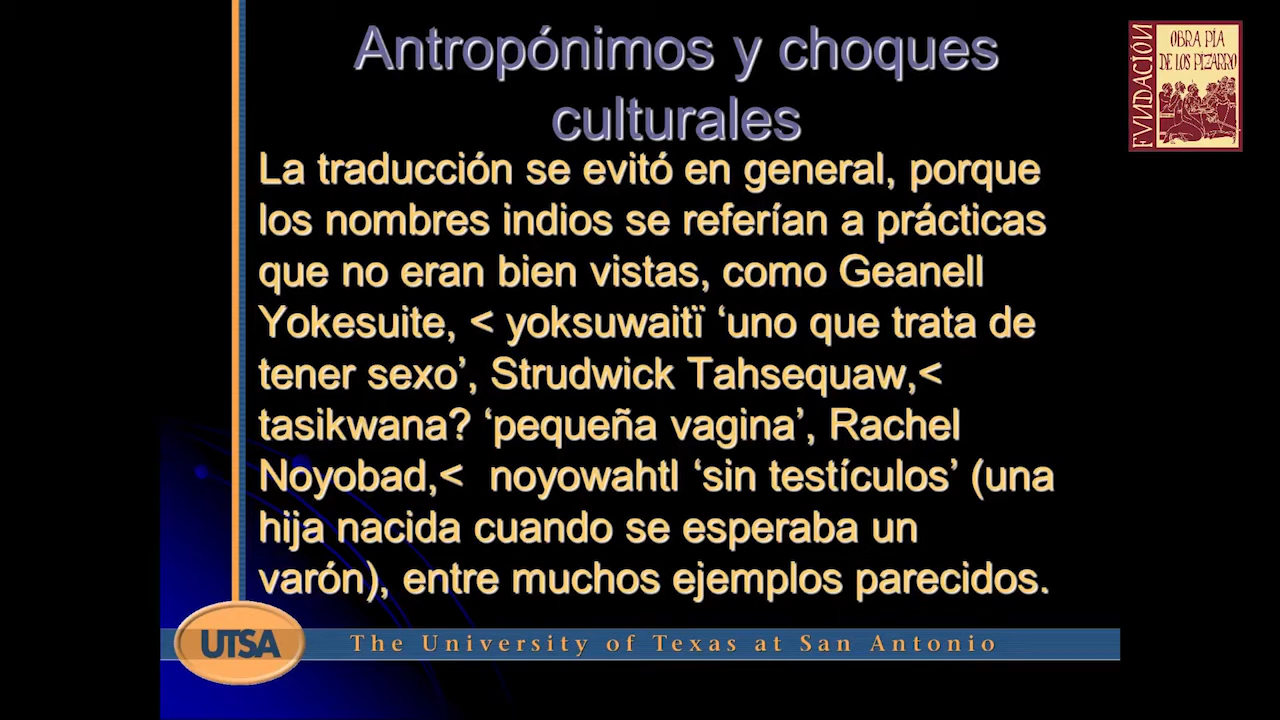 Antropónimos y choques
culturales
FVNDACIÓN
OBRA PIA
DE LOS PIZARRO
La traducción se evitó en general, porque
los nombres indios se referían a prácticas
que no eran bien vistas, como Geanell
Yokesuite, < yoksuwaitï ‘uno que trata de
tener sexo’, Strudwick Tahsequaw,<
tasikwana? ‘pequeña vagina’, Rachel
Noyobad,< noyowahtl ‘sin testículos’ (una
hija nacida cuando se esperaba un
varón), entre muchos ejemplos parecidos.
UTSA
The University of Texas at San Antonio